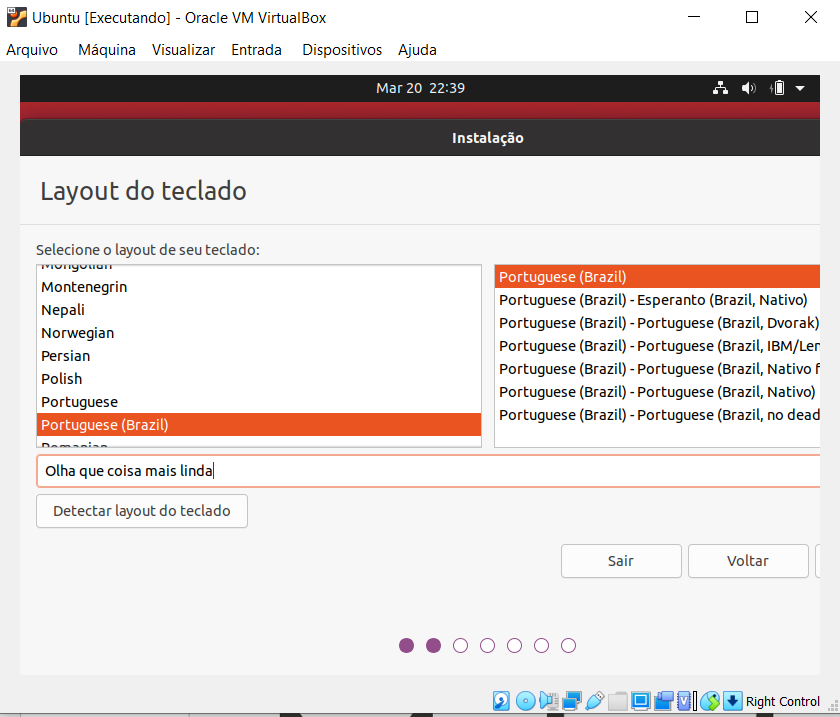 Ubuntu [Executando] - Oracle VM VirtualBox
Arquivo Máquina Visualizar Entrada Dispositivos Ajuda
Mar 20 22:39
Instalação
Layout do teclado
Selecione o layout de seu teclado:
Mongolian
Montenegrin
Nepali
Norwegian
Persian
Polish
Portuguese
Portuguese (Brazil)
Romanian
Portuguese (Brazil)
Portuguese (Brazil) - Esperanto (Brazil, Nativo)
Portuguese (Brazil) - Portuguese (Brazil, Dvorak)
Portuguese (Brazil) - Portuguese (Brazil, IBM/Len
Portuguese (Brazil) - Portuguese (Brazil, Nativo f
Portuguese (Brazil) - Portuguese (Brazil, Nativo)
Portuguese (Brazil) - Portuguese (Brazil, no dead
Olha que coisa mais linda
Detectar layout do teclado
Sair Voltar
Right Control